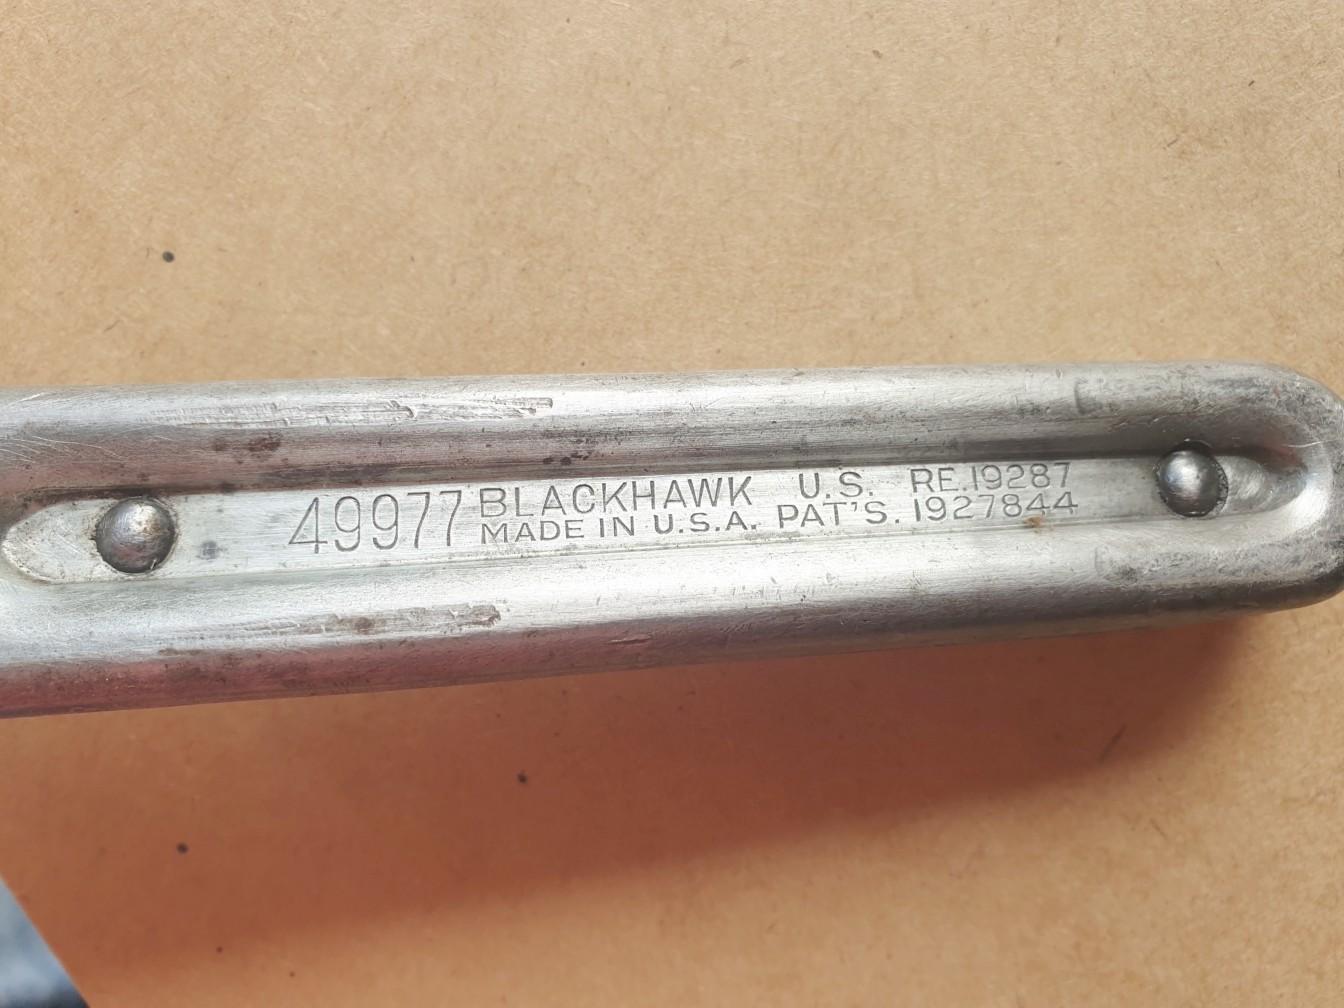 49977 BLACKHAWK U.S. RE.19287
MADE IN U.S.A. PAT'S. 1927844